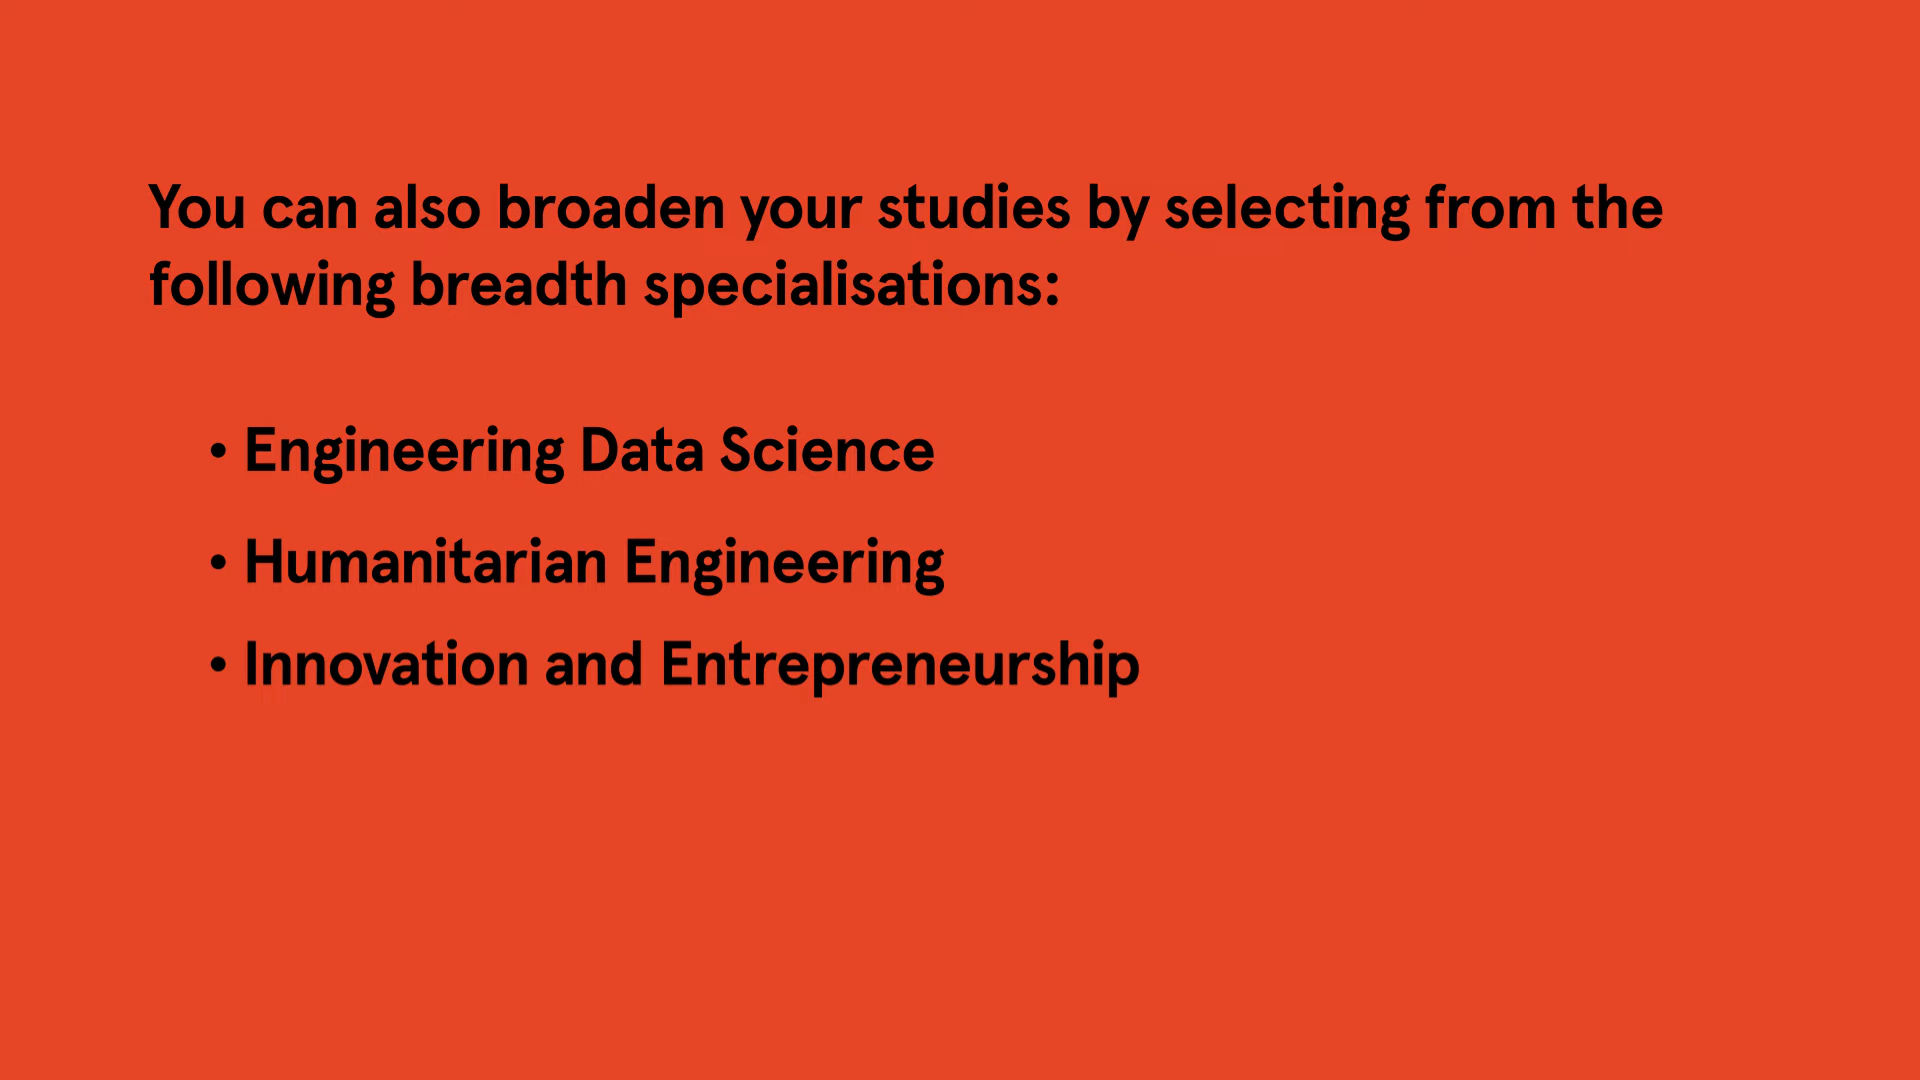 You can also broaden your studies by selecting from the
following breadth specialisations:
• Engineering Data Science
• Humanitarian Engineering
• Innovation and Entrepreneurship